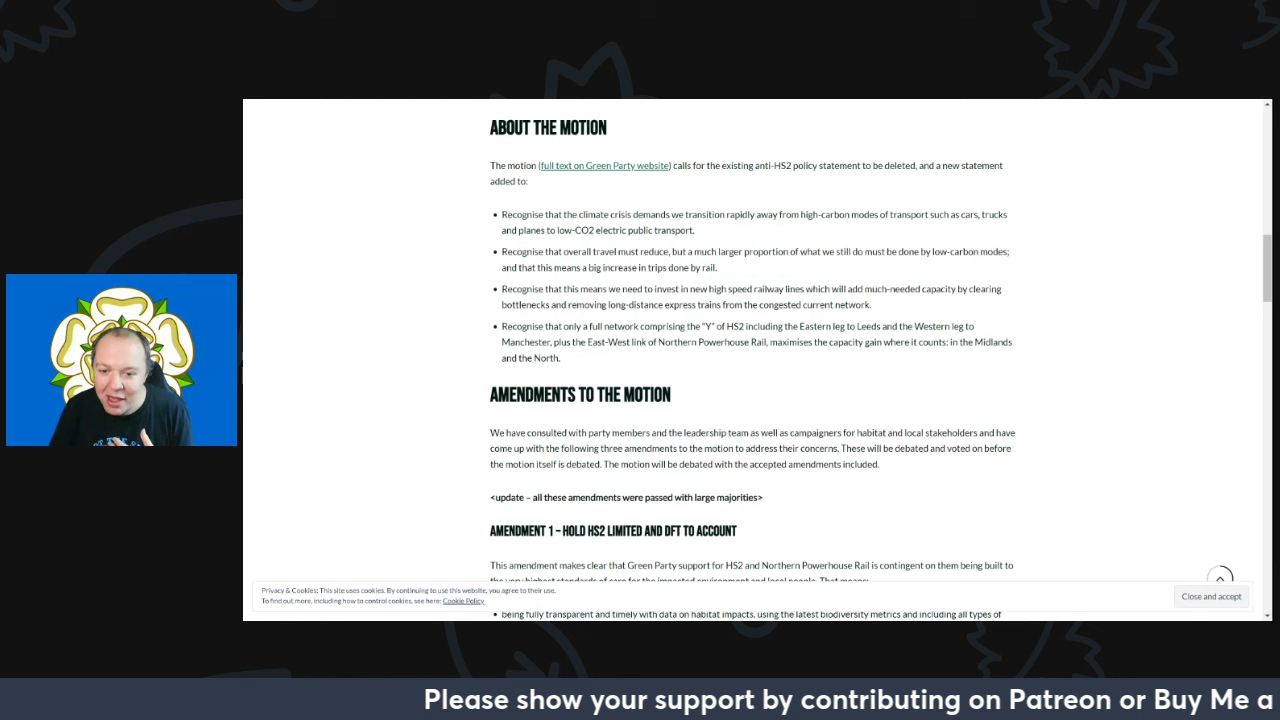 ABOUT THE MOTION
The motion (full text on Green Party website) calls for the existing anti-HS2 policy statement to be deleted, and a new statement
added to:
• Recognise that the climate crisis demands we transition rapidly away from high-carbon modes of transport such as cars, trucks
and planes to low-CO2 electric public transport.
• Recognise that overall travel must reduce, but a much larger proportion of what we still do must be done by low-carbon modes;
and that this means a big increase in trips done by rail.
• Recognise that this means we need to invest in new high speed railway lines which will add much-needed capacity by clearing
bottlenecks and removing long-distance express trains from the congested current network.
• Recognise that only a full network comprising the “Y” of HS2 including the Eastern leg to Leeds and the Western leg to
Manchester, plus the East-West link of Northern Powerhouse Rail, maximises the capacity gain where it counts: in the Midlands
and the North.
AMENDMENTS TO THE MOTION
We have consulted with party members and the leadership team as well as campaigners for habitat and local stakeholders and have
come up with the following three amendments to the motion to address their concerns. These will be debated and voted on before
the motion itself is debated. The motion will be debated with the accepted amendments included.
<update – all these amendments were passed with large majorities>
AMENDMENT 1 – HOLD HS2 LIMITED AND DFT TO ACCOUNT
This amendment makes clear that Green Party support for HS2 and Northern Powerhouse Rail is contingent on them being built to
the very highest standards of care for the impacted environment and local people. That means:
Privacy & Cookies: This site uses cookies. By continuing to use this website, you agree to their use.
To find out more, including how to control cookies, see here: Cookie Policy
Close and accept
being fully transparent and timely with data on habitat impacts, using the latest biodiversity metrics and including all types of
Please show your support by contributing on Patreon or Buy Me a